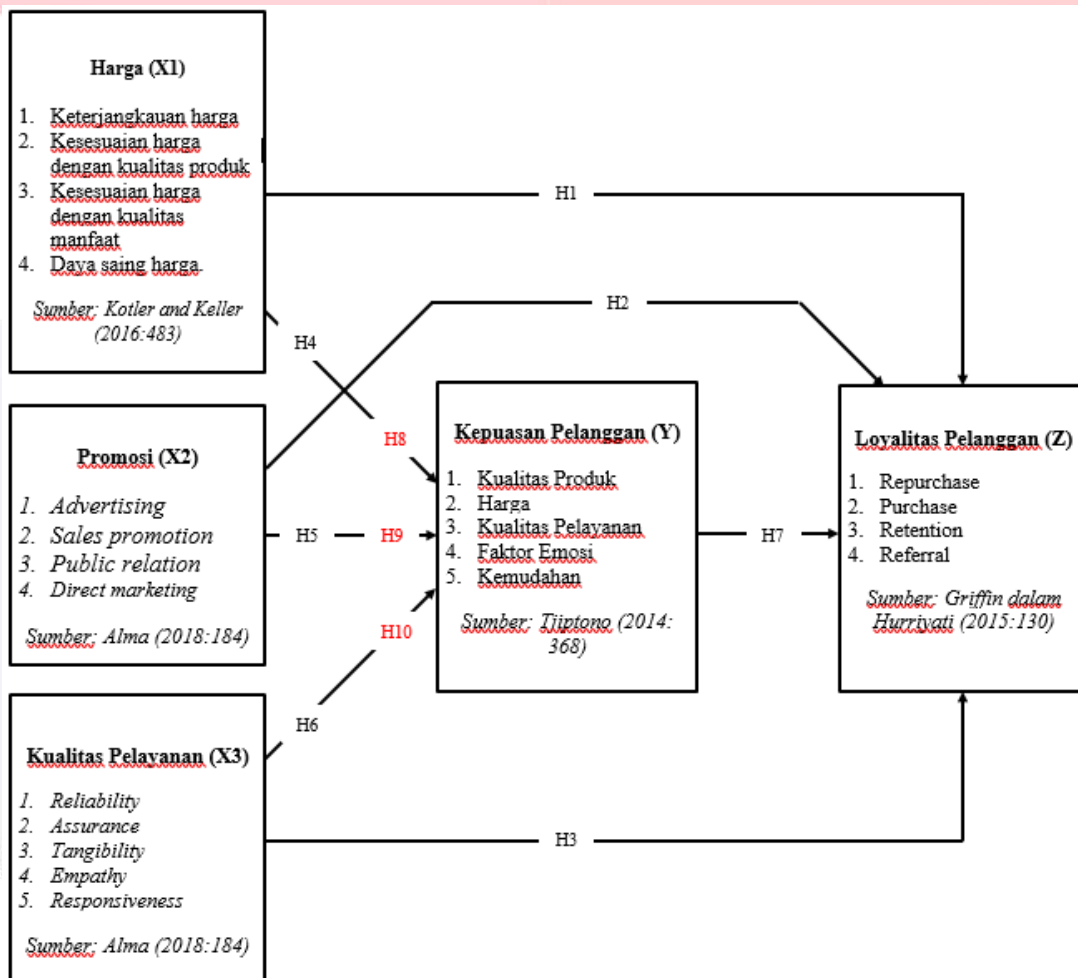 Harga (X1)
1. Keterjangkauan harga
2. Kesesuaian harga
dengan kualitas produk
3. Kesesuaian harga
dengan kualitas
manfaat
4. Daya saing harga.
Sumber: Kotler and Keller
(2016:483)
H1
H2
H4
Promosi (X2)
1. Advertising
2. Sales promotion
3. Public relation
4. Direct marketing
Sumber: Alma (2018:184)
H8
H5
H9
H10
H6
Kepuasan Pelanggan (Y)
1. Kualitas Produk
2. Harga
3. Kualitas Pelayanan
4. Faktor Emosi
5. Kemudahan
Sumber: Tjiptono (2014:
368)
H7
Loyalitas Pelanggan (Z)
1. Repurchase
2. Purchase
3. Retention
4. Referral
Sumber: Griffin dalam
Hurriyati (2015:130)
Kualitas Pelayanan (X3)
1. Reliability
2. Assurance
3. Tangibility
4. Empathy
5. Responsiveness
Sumber: Alma (2018:184)
H3